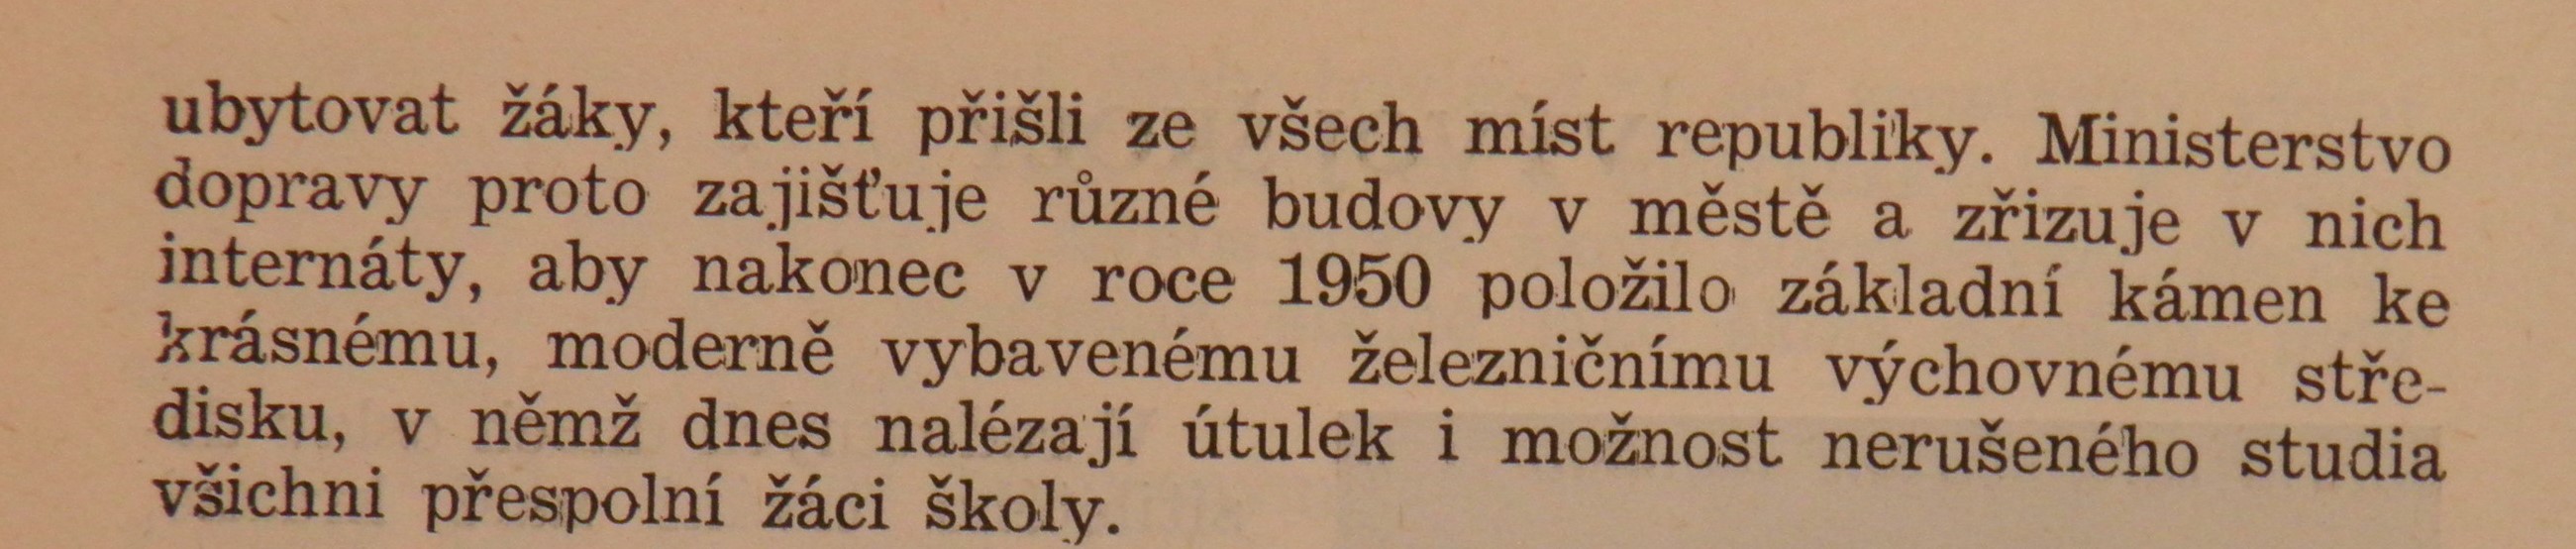 ubytovat žáky, kteří přišli ze všech míst republiky. Ministerstvo
dopravy proto zajišťuje různé budovy v městě a zřizuje v nich
internáty, aby nakonec v roce 1950 položilo základní kámen ke
krásnému, moderně vybavenému železničnímu výchovnému stře-
disku, v němž dnes nalézají útulek i možnost nerušeného studia
všichni přespolní žáci školy.